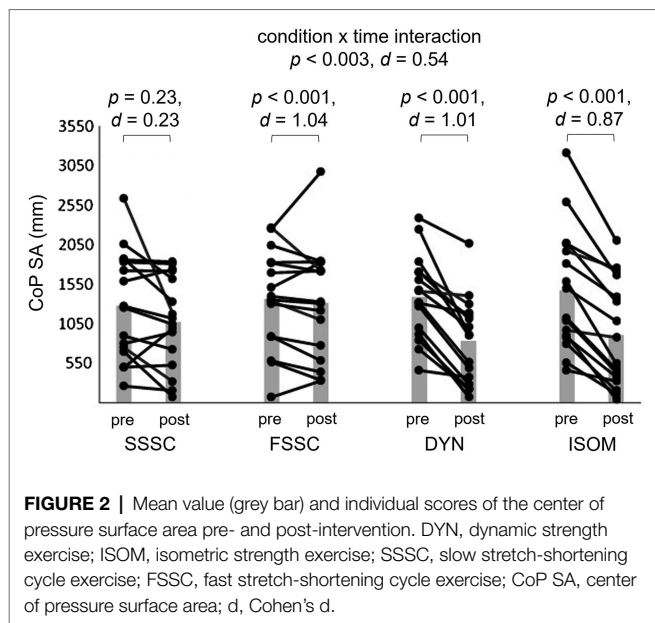 condition x time interaction
p < 0.003, d = 0.54
p = 0.23,
d = 0.23
p < 0.001,
d = 1.04
p < 0.001,
d = 1.01
p < 0.001,
d = 0.87
CoP SA (mm)
3550
3050
2550
2050
1550
1050
550
pre post pre post pre post pre post
SSSC FSSC DYN ISOM
FIGURE 2 | Mean value (grey bar) and individual scores of the center of
pressure surface area pre- and post-intervention. DYN, dynamic strength
exercise; ISOM, isometric strength exercise; SSSC, slow stretch-shortening
cycle exercise; FSSC, fast stretch-shortening cycle exercise; CoP SA, center
of pressure surface area; d, Cohen's d.